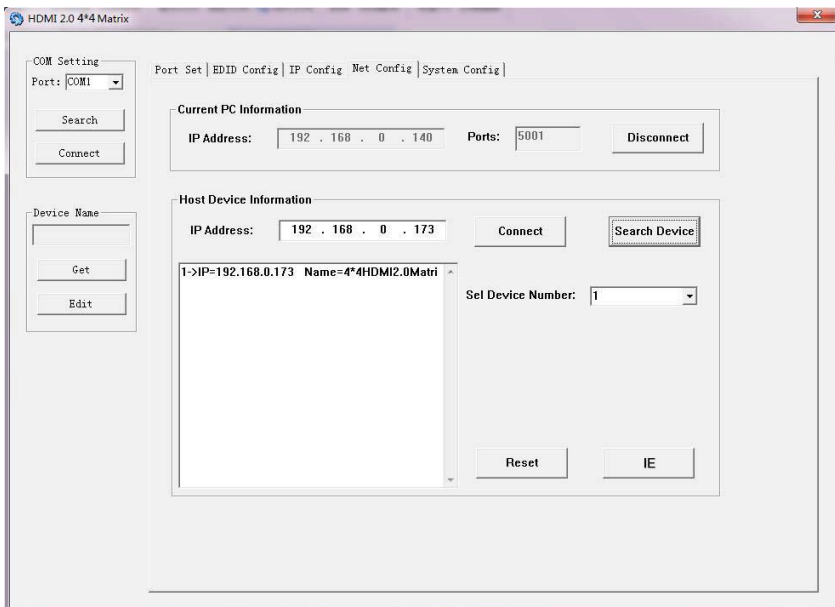 HDMI 2.0 4*4 Matrix
COM Setting
Port: COM1
Search
Connect
Device Name
Get
Edit
Port Set EDID Config IP Config Net Config System Config
Current PC Information
IP Address: 192 . 168 . 0 . 140 Ports: 5001 Disconnect
Host Device Information
IP Address: 192 . 168 . 0 . 173 Connect Search Device
1->IP=192.168.0.173 Name=4*4HDMI2.0Matri
Sel Device Number: 1
Reset IE